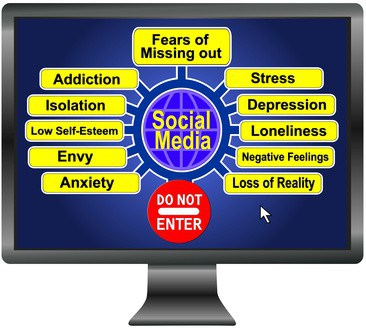 Fears of
Missing out
Addiction
Stress
Isolation
Depression
Low Self-Esteem
Loneliness
Envy
Negative Feelings
Anxiety
Loss of Reality
Social
Media
DO NOT
ENTER